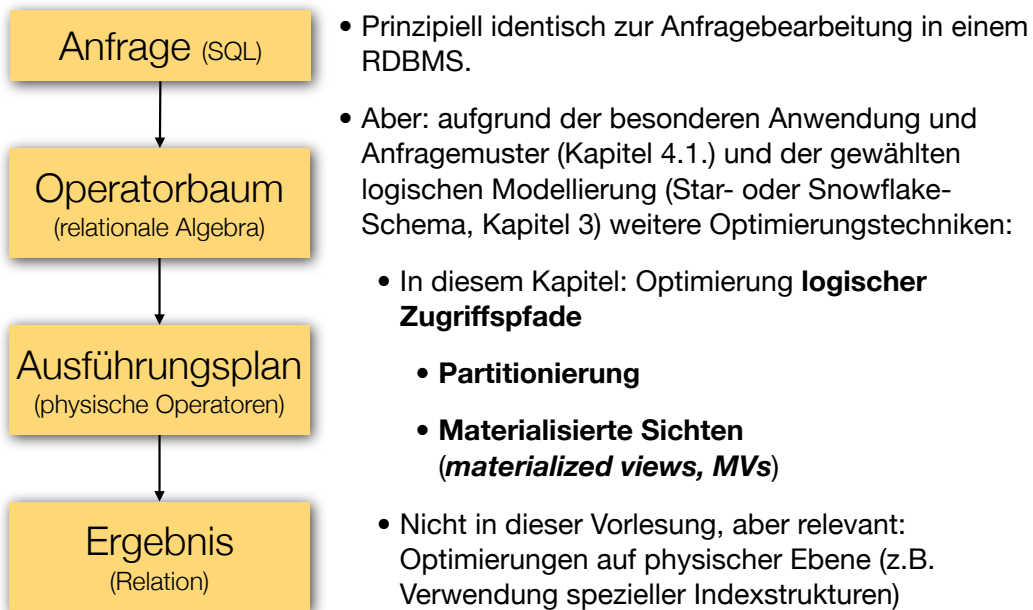 Anfrage (SQL)
Operatorbaum
(relationale Algebra)
Ausführungsplan
(physische Operatoren)
Ergebnis
(Relation)
• Prinzipiell identisch zur Anfragebearbeitung in einem
RDBMS.
• Aber: aufgrund der besonderen Anwendung und
Anfragemuster (Kapitel 4.1.) und der gewählten
logischen Modellierung (Star- oder Snowflake-
Schema, Kapitel 3) weitere Optimierungstechniken:
• In diesem Kapitel: Optimierung logischer
Zugriffspfade
• Partitionierung
• Materialisierte Sichten
(materialized views, MVs)
• Nicht in dieser Vorlesung, aber relevant:
Optimierungen auf physischer Ebene (z.B.
Verwendung spezieller Indexstrukturen)